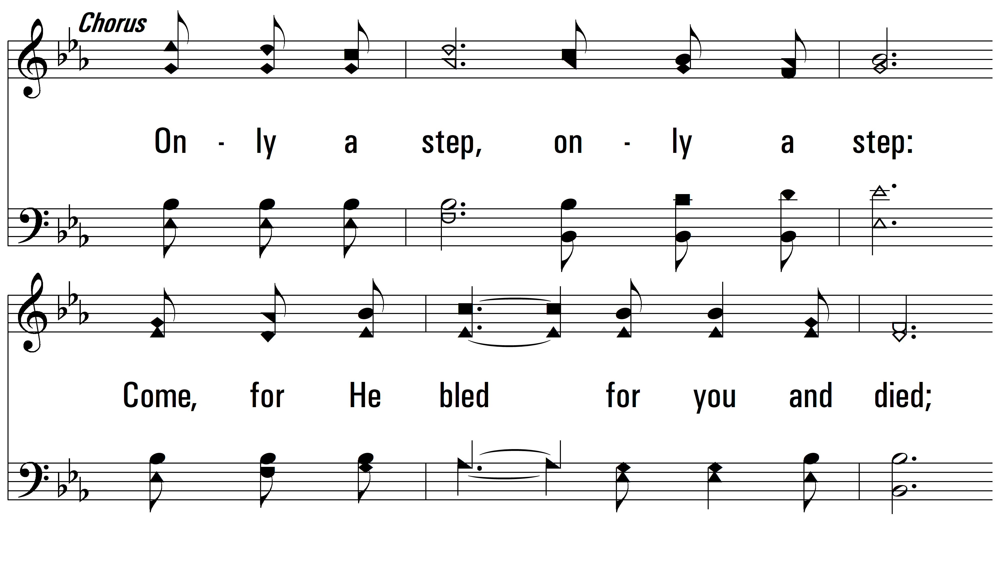 Chorus
On - ly a step, on - ly a step:
Come, for He bled for you and died;